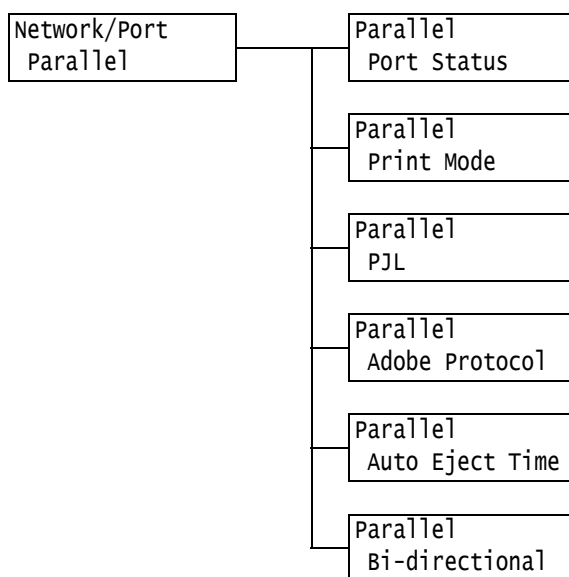 Network/Port
Parallel
Parallel
Port Status
Parallel
Print Mode
Parallel
PJL
Parallel
Adobe Protocol
Parallel
Auto Eject Time
Parallel
Bi-directional